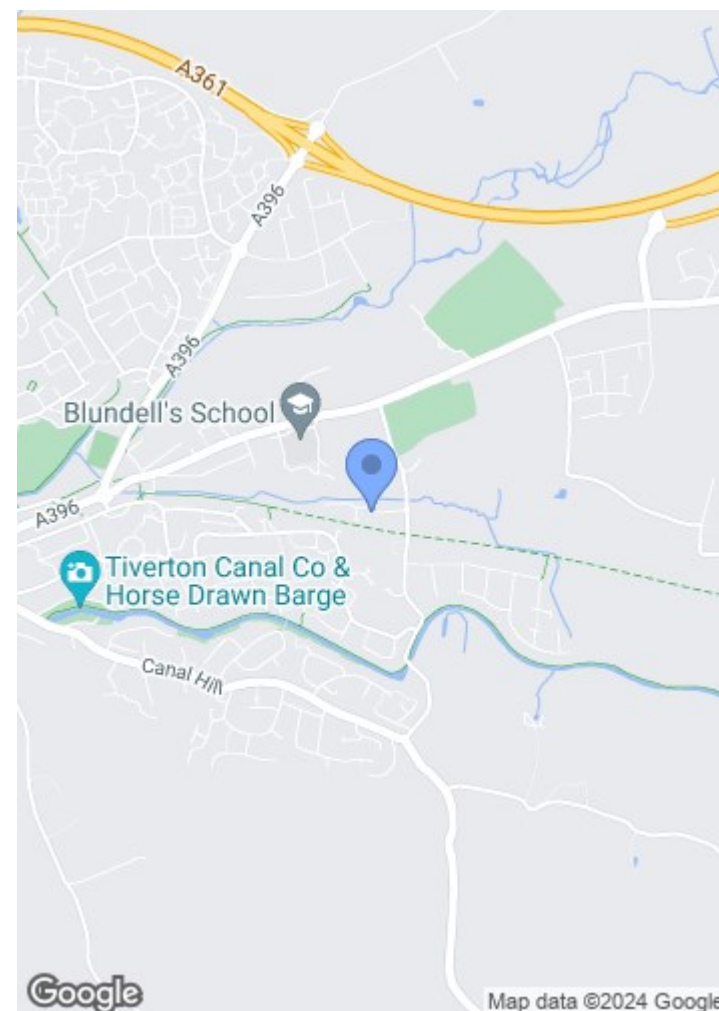 A361
A396
A396
Blundell's School
A396
Tiverton Canal Co &
Horse Drawn Barge
Canal Hill
Google
Map data ©2024 Google